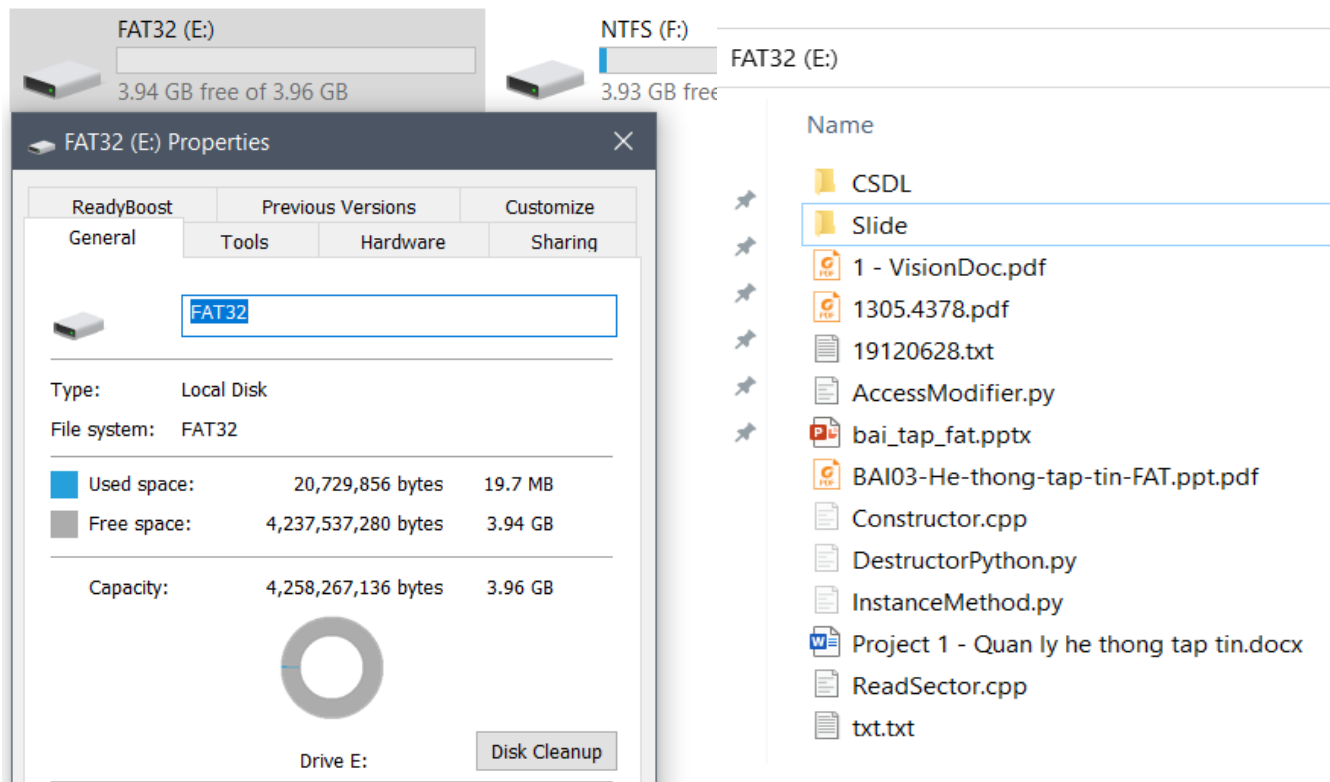 FAT32 (E:)
3.94 GB free of 3.96 GB
NTFS (F:)
3.93 GB free
FAT32 (E:) Properties
ReadyBoost Previous Versions Customize
General Tools Hardware Sharing
FAT32
Type: Local Disk
File system: FAT32
Used space: 20,729,856 bytes 19.7 MB
Free space: 4,237,537,280 bytes 3.94 GB
Capacity: 4,258,267,136 bytes 3.96 GB
Drive E:
Disk Cleanup
FAT32 (E:)
Name
CSDL
Slide
1 - VisionDoc.pdf
1305.4378.pdf
19120628.txt
AccessModifier.py
bai_tap_fat.pptx
BAI03-He-thong-tap-tin-FAT.ppt.pdf
Constructor.cpp
DestructorPython.py
InstanceMethod.py
Project 1 - Quan ly he thong tap tin.docx
ReadSector.cpp
txt.txt